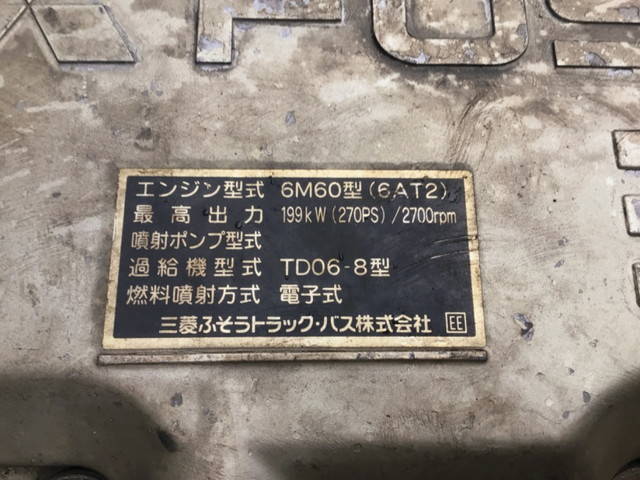 FUS
エンジン型式 6M60型(6AT2)
最高出力 199kW(270PS)/2700rpm
噴射ポンプ型式
過給機型式 TD06-8型
燃料噴射方式 電子式
三菱ふそうトラック・バス株式会社 EE